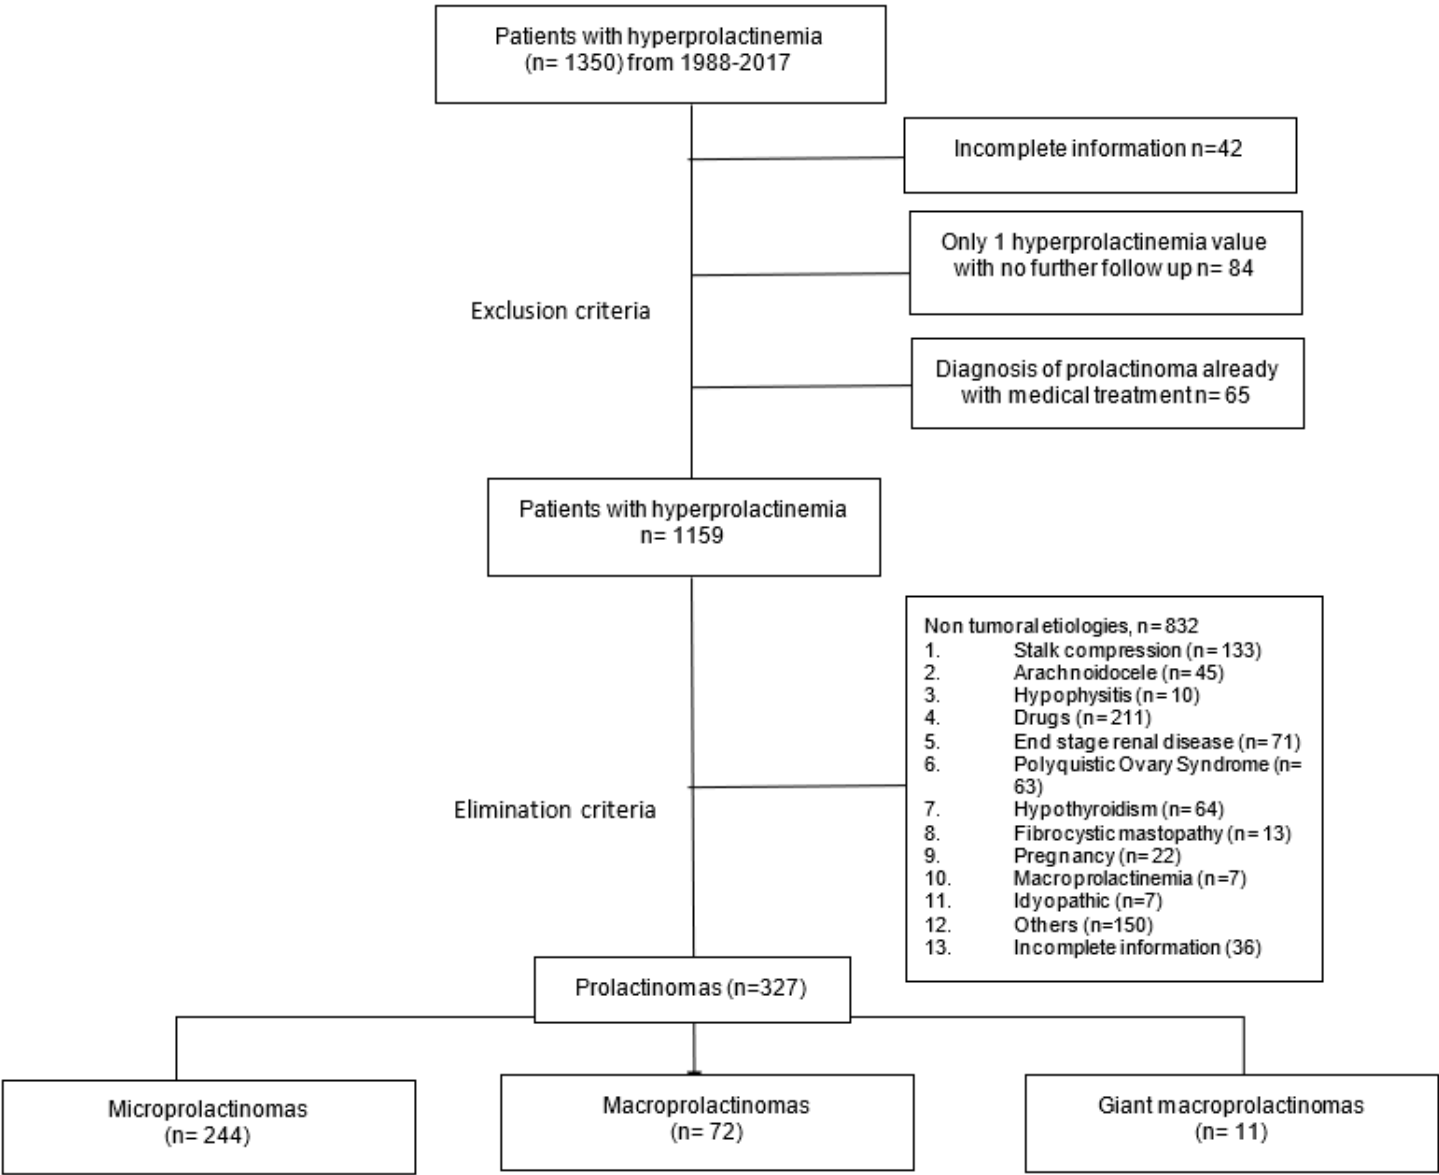 Patients with hyperprolactinemia
(n= 1350) from 1988-2017
Incomplete information n=42
Only 1 hyperprolactinemia value
with no further follow up n= 84
Exclusion criteria
Diagnosis of prolactinoma already
with medical treatment n= 65
Patients with hyperprolactinemia
n= 1159
Non tumoral etiologies, n= 832
1. Stalk compression (n= 133)
2. Arachnoidocele (n= 45)
3. Hypophysitis (n= 10)
4. Drugs (n= 211)
5. End stage renal disease (n= 71)
6. Polyquistic Ovary Syndrome (n=
63)
7. Hypothyroidism (n= 64)
8. Fibrocystic mastopathy (n= 13)
9. Pregnancy (n= 22)
10. Macroprolactinemia (n=7)
11. Idyopathic (n=7)
12. Others (n=150)
13. Incomplete information (36)
Elimination criteria
Prolactinomas (n=327)
Microprolactinomas
(n= 244)
Macroprolactinomas
(n= 72)
Giant macroprolactinomas
(n= 11)